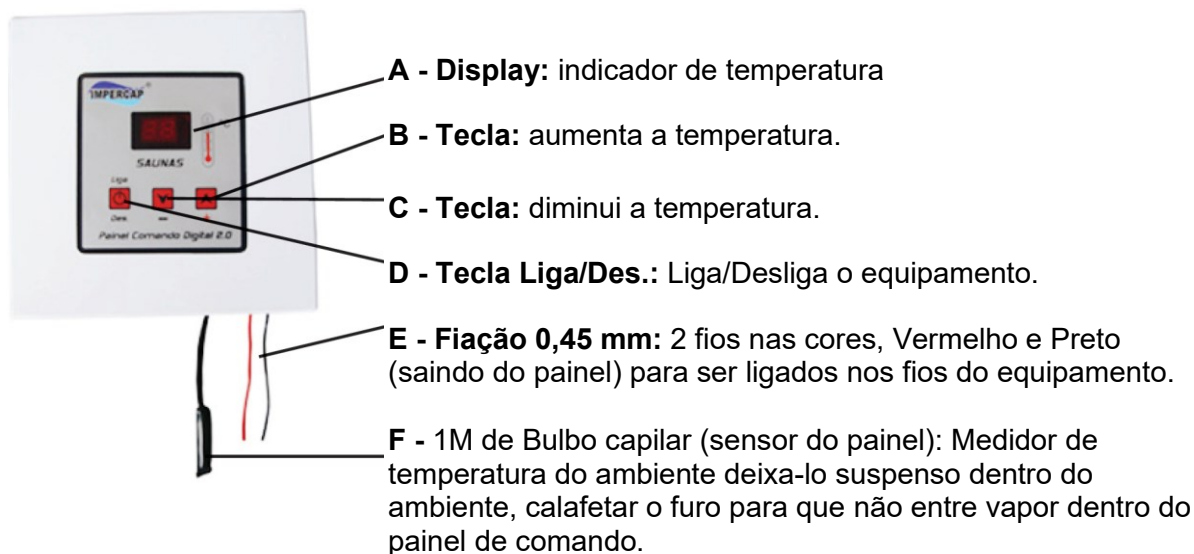 IMPERCAP®
88
°C
SAUNAS
Liga
Des.
Painel Comando Digital 2.0
A - Display: indicador de temperatura
B - Tecla: aumenta a temperatura.
C - Tecla: diminui a temperatura.
D - Tecla Liga/Des.: Liga/Desliga o equipamento.
E - Fiação 0,45 mm: 2 fios nas cores, Vermelho e Preto
(saindo do painel) para ser ligados nos fios do equipamento.
F - 1M de Bulbo capilar (sensor do painel): Medidor de
temperatura do ambiente deixa-lo suspenso dentro do
ambiente, calafetar o furo para que não entre vapor dentro do
painel de comando.